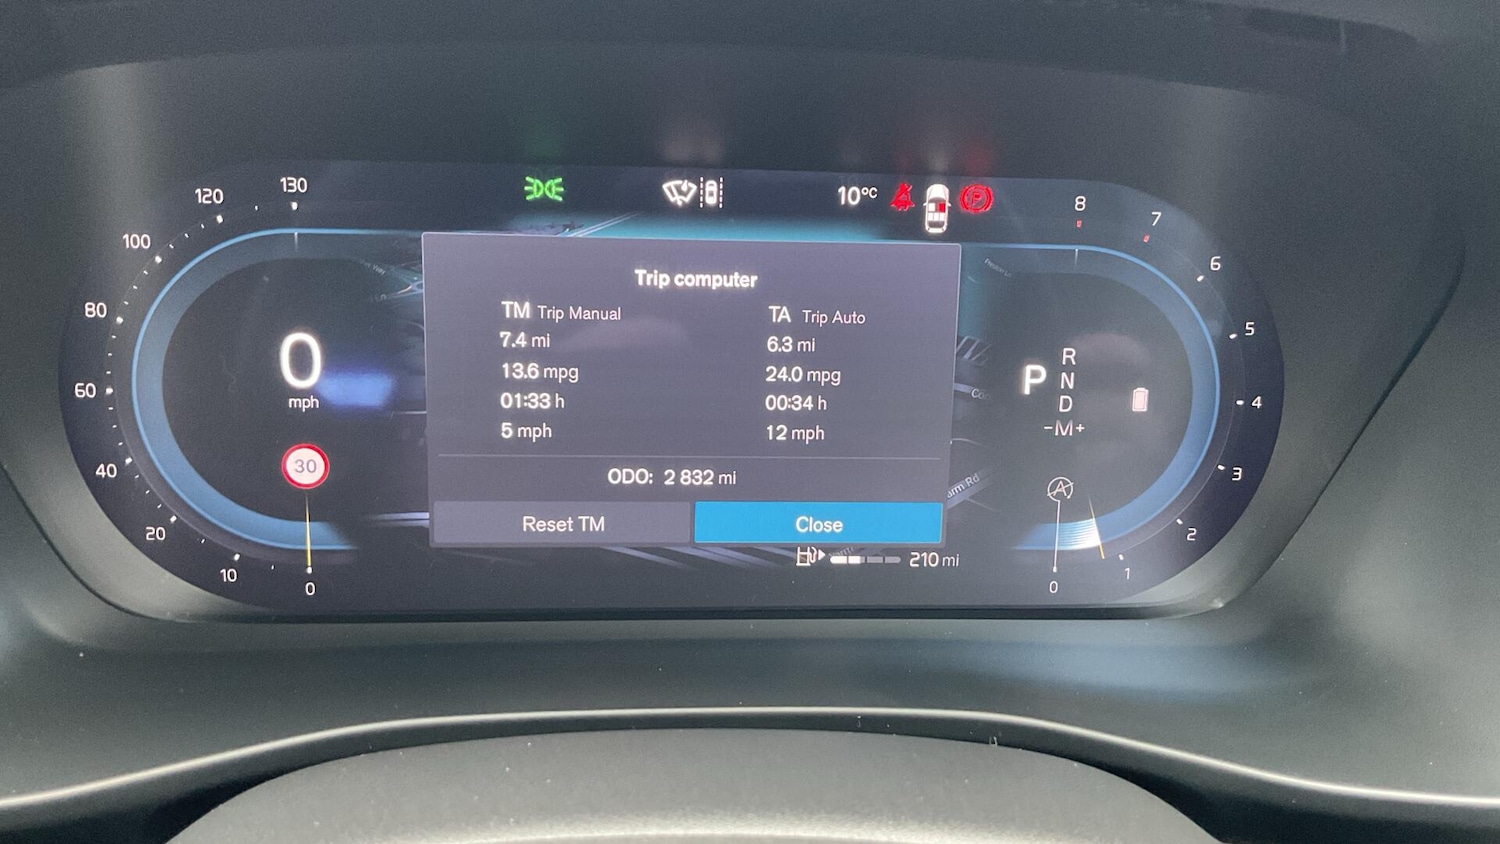 120
130
10°C
8
7
100
6
80
5
60
4
40
3
20
2
10
1
0
0
0
mph
30
Trip computer
TM Trip Manual
TA Trip Auto
7.4 mi
6.3 mi
13.6 mpg
24.0 mpg
01:33 h
00:34 h
5 mph
12 mph
ODO: 2 832 mi
Reset TM
Close
210 mi
P
R
N
D
-M+
A
P